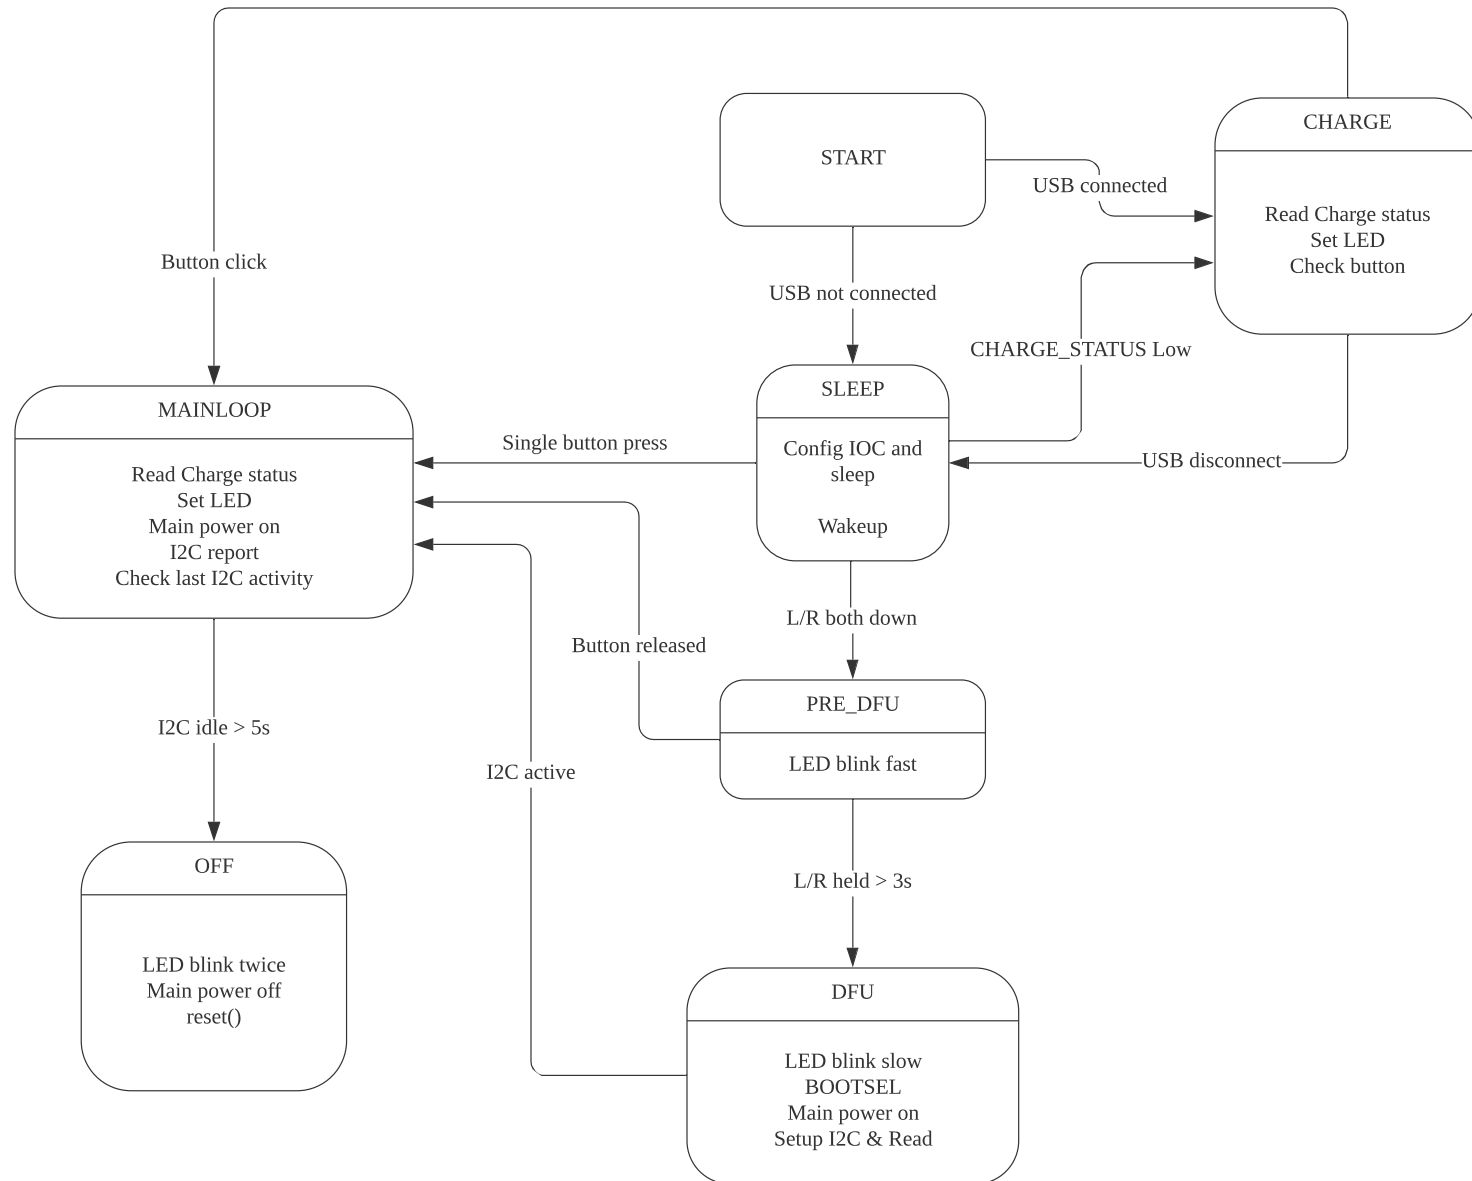 START
CHARGE
USB connected
Read Charge status
Set LED
Check button
Button click
USB not connected
CHARGE_STATUS Low
SLEEP
Config IOC and
sleep
Wakeup
USB disconnect
Single button press
MAINLOOP
Read Charge status
Set LED
Main power on
I2C report
Check last I2C activity
L/R both down
Button released
PRE_DFU
LED blink fast
I2C idle > 5s
I2C active
OFF
LED blink twice
Main power off
reset()
L/R held > 3s
DFU
LED blink slow
BOOTSEL
Main power on
Setup I2C & Read